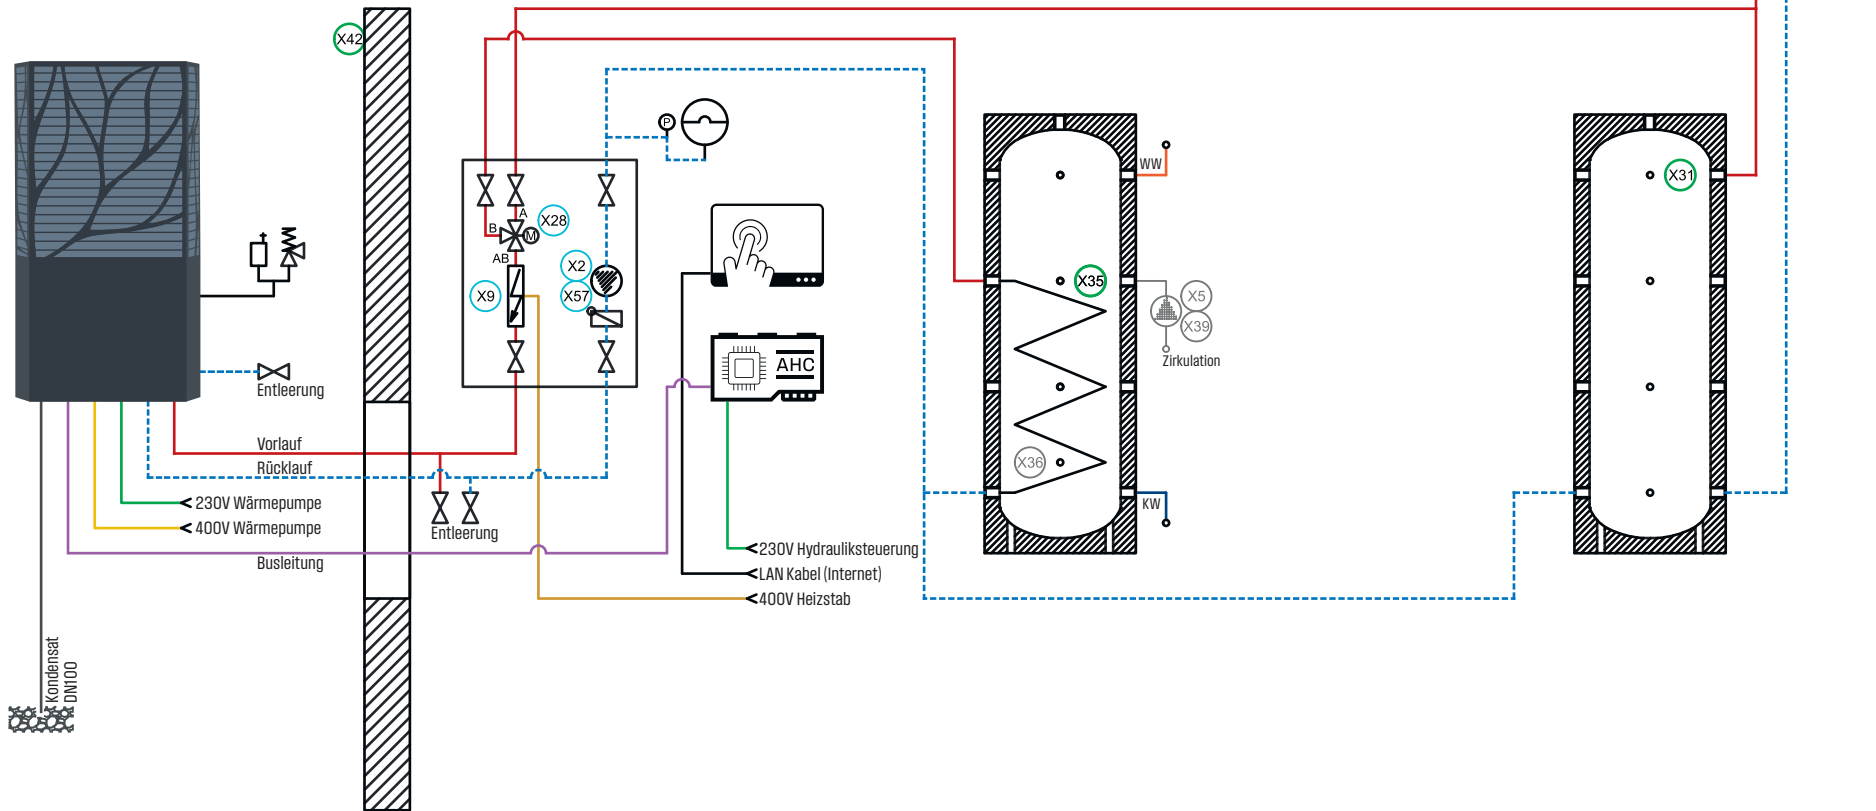 X42
P
WW
X31
A
X28
B
M
AB
X2
X35
X9
X57
X5
X39
Zirkulation
AHC
Entleerung
Vorlauf
Rücklauf
X36
230V Wärmepumpe
KW
400V Wärmepumpe
Entleerung
230V Hydrauliksteuerung
Busleitung
LAN Kabel (Internet)
400V Heizstab
Kondensat
DN100